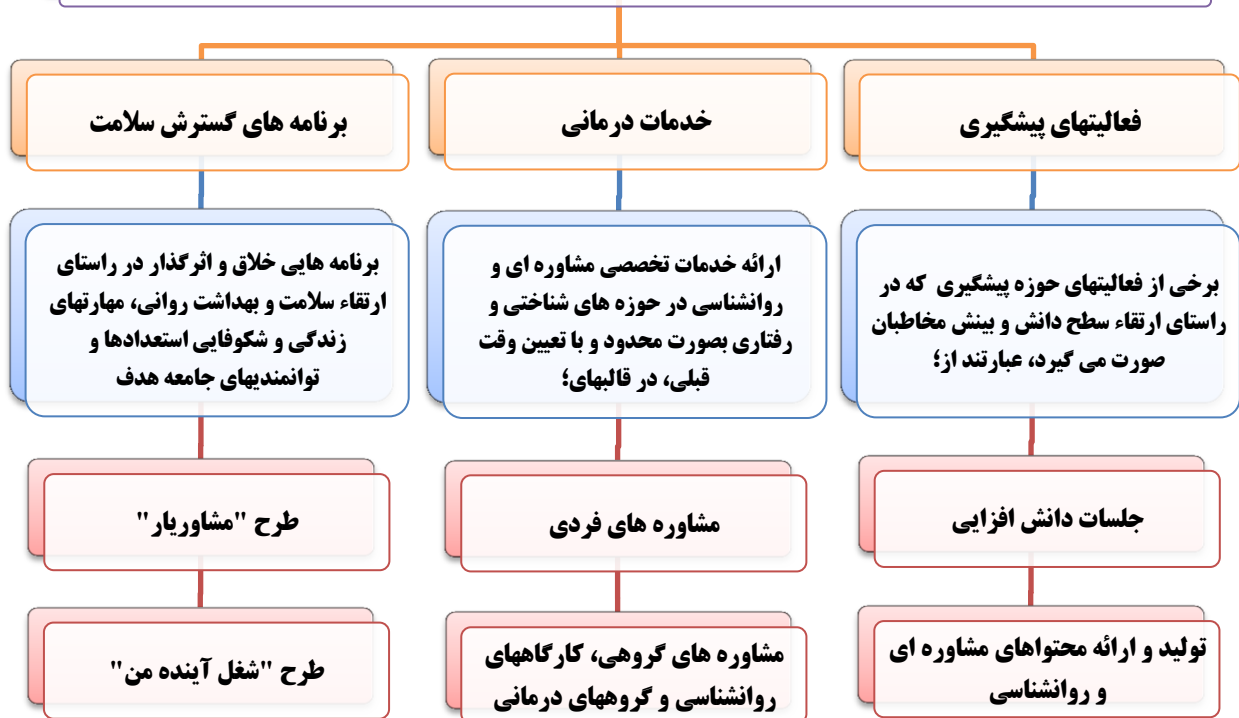 فعالیتهای پیشگیری
خدمات درمانی
برنامه های گسترش سلامت
برخی از فعالیتهای حوزه پیشگیری که در
راستای ارتقاء سطح دانش و بینش مخاطبان
صورت می گیرد، عبارتند از؛
ارائه خدمات تخصصی مشاوره ای و
روانشناسی در حوزه های شناختی و
رفتاری بصورت محدود و با تعیین وقت
قبلی، در قالبهای؛
برنامه هایی خلاق و اثرگذار در راستای
ارتقاء سلامت و بهداشت روانی، مهارتهای
زندگی و شکوفایی استعدادها و
توانمندیهای جامعه هدف
جلسات دانش افزایی
مشاوره های فردی
طرح "مشاوریار"
تولید و ارائه محتواهای مشاوره ای
و روانشناسی
مشاوره های گروهی، کارگاههای
روانشناسی و گروههای درمانی
طرح "شغل آینده من"